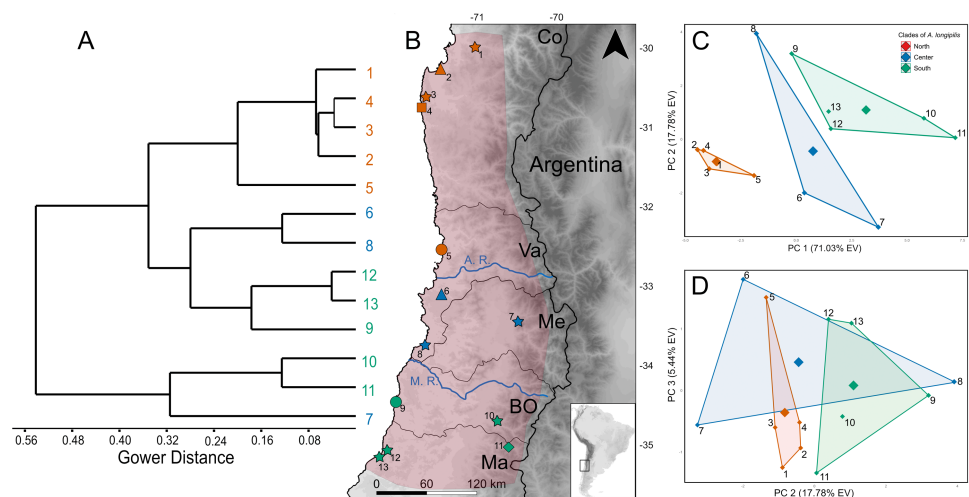 A
1
4
3
2
5
6
8
12
13
9
10
11
7
0.56 0.48 0.40 0.32 0.24 0.16 0.08
Gower Distance
B
-71 -70
Co
-30
-31
-32
-33
-34
-35
1
2
3
4
Argentina
Va
5
A. R.
6
7
Me
8
M. R.
9
BO
10
11
12
13
Ma
0 60 120 km
C
Clades of A. longipilis
North
Center
South
8
9
13
12
10
11
2
4
1
3
5
6
7
PC 2 (17.78% EV)
PC 1 (71.03% EV)
7.5
D
6
5
12
13
8
9
7
3
4
10
2
1
11
PC 3 (5.44% EV)
PC 2 (17.78% EV)